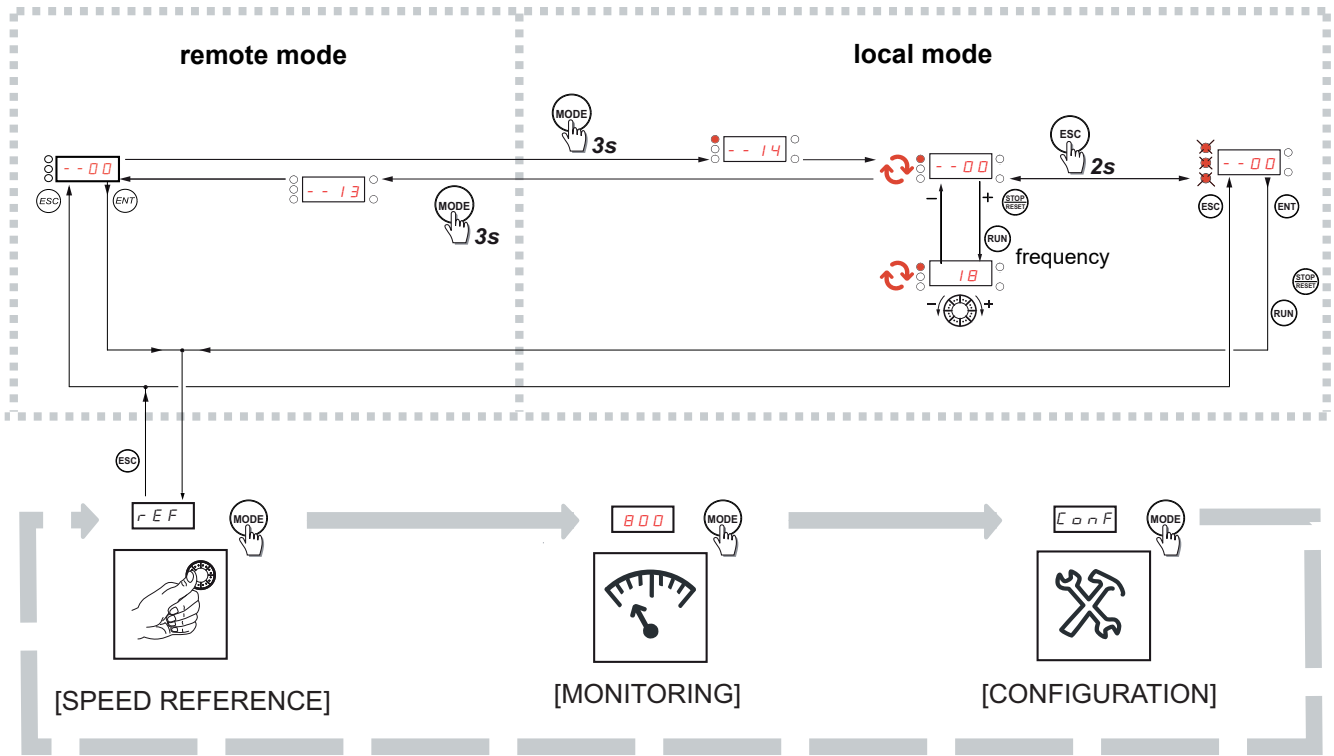 remote mode
local mode
MODE
3s
- - 14
ESC
2s
- - 00
- - 00
- - 00
- - 13
ESC
ENT
MODE
3s
−
+
STOP
RESET
ESC
ENT
RUN
frequency
18
−
+
STOP
RESET
RUN
ESC
rEF
MODE
800
MODE
ConF
MODE
[SPEED REFERENCE]
[MONITORING]
[CONFIGURATION]